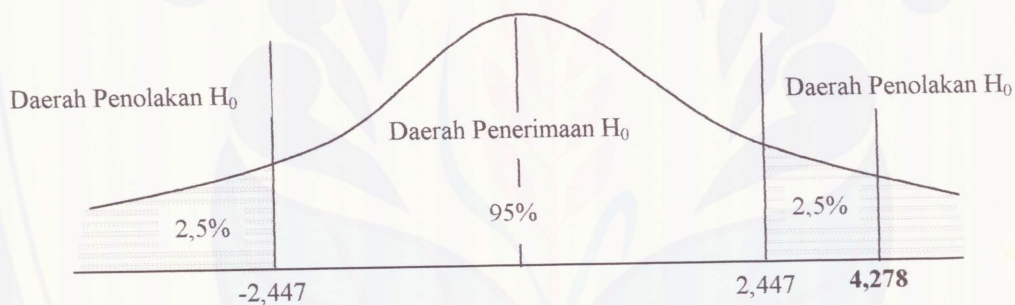 Daerah Penolakan H₀
Daerah Penolakan H₀
Daerah Penerimaan H₀
2,5%
95%
2,5%
-2,447
2,447
4,278